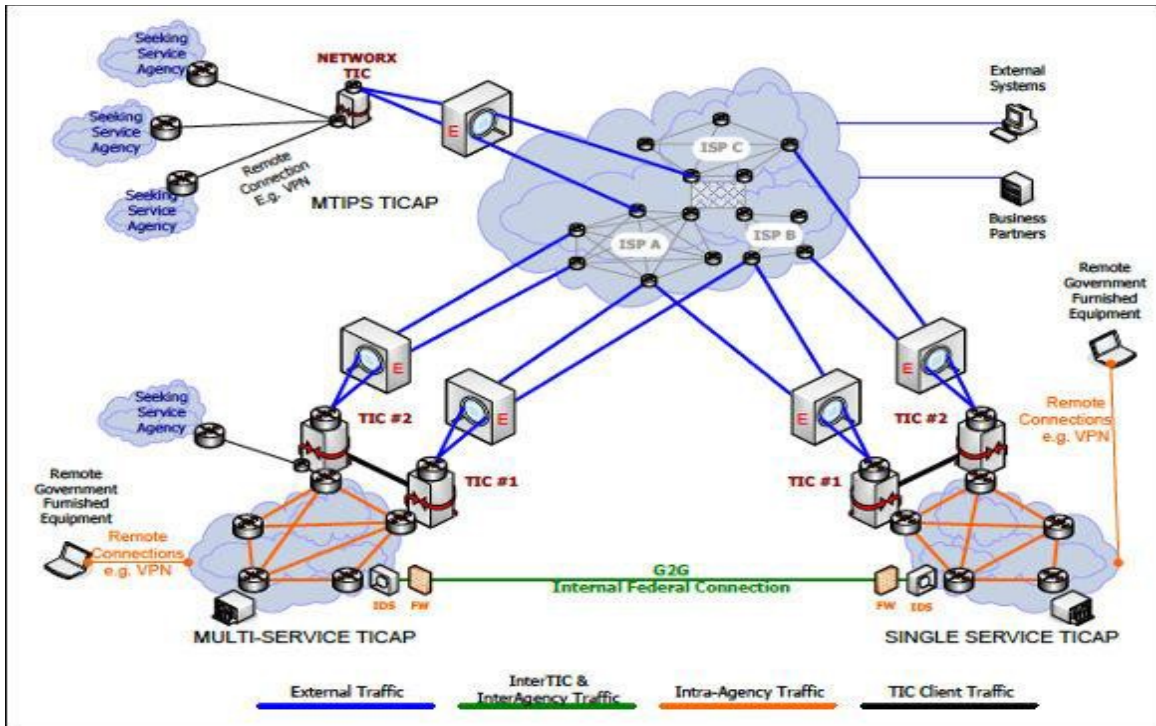 Seeking
Service
Agency
NETWORX
TIC
E
External
Systems
ISP C
Seeking
Service
Agency
Remote
Connection
E.g. VPN
Seeking
Service
Agency
MTIPS TICAP
Business
Partners
ISP A
ISP B
Remote
Government
Furnished
Equipment
E
E
E
E
Seeking
Service
Agency
TIC #2
TIC #2
Remote
Connections
e.g. VPN
TIC #1
TIC #1
Remote
Government
Furnished
Equipment
Remote
Connections
e.g. VPN
G2G
Internal Federal Connection
IDS
FW
FW
IDS
MULTI-SERVICE TICAP
SINGLE SERVICE TICAP
External Traffic
InterTIC &
InterAgency Traffic
Intra-Agency Traffic
TIC Client Traffic